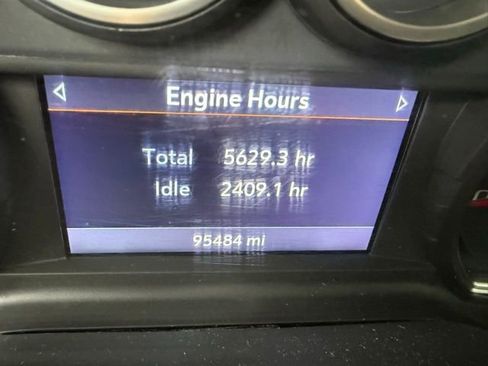 Engine Hours
Total 5629.3 hr
Idle 2409.1 hr
95484 mi